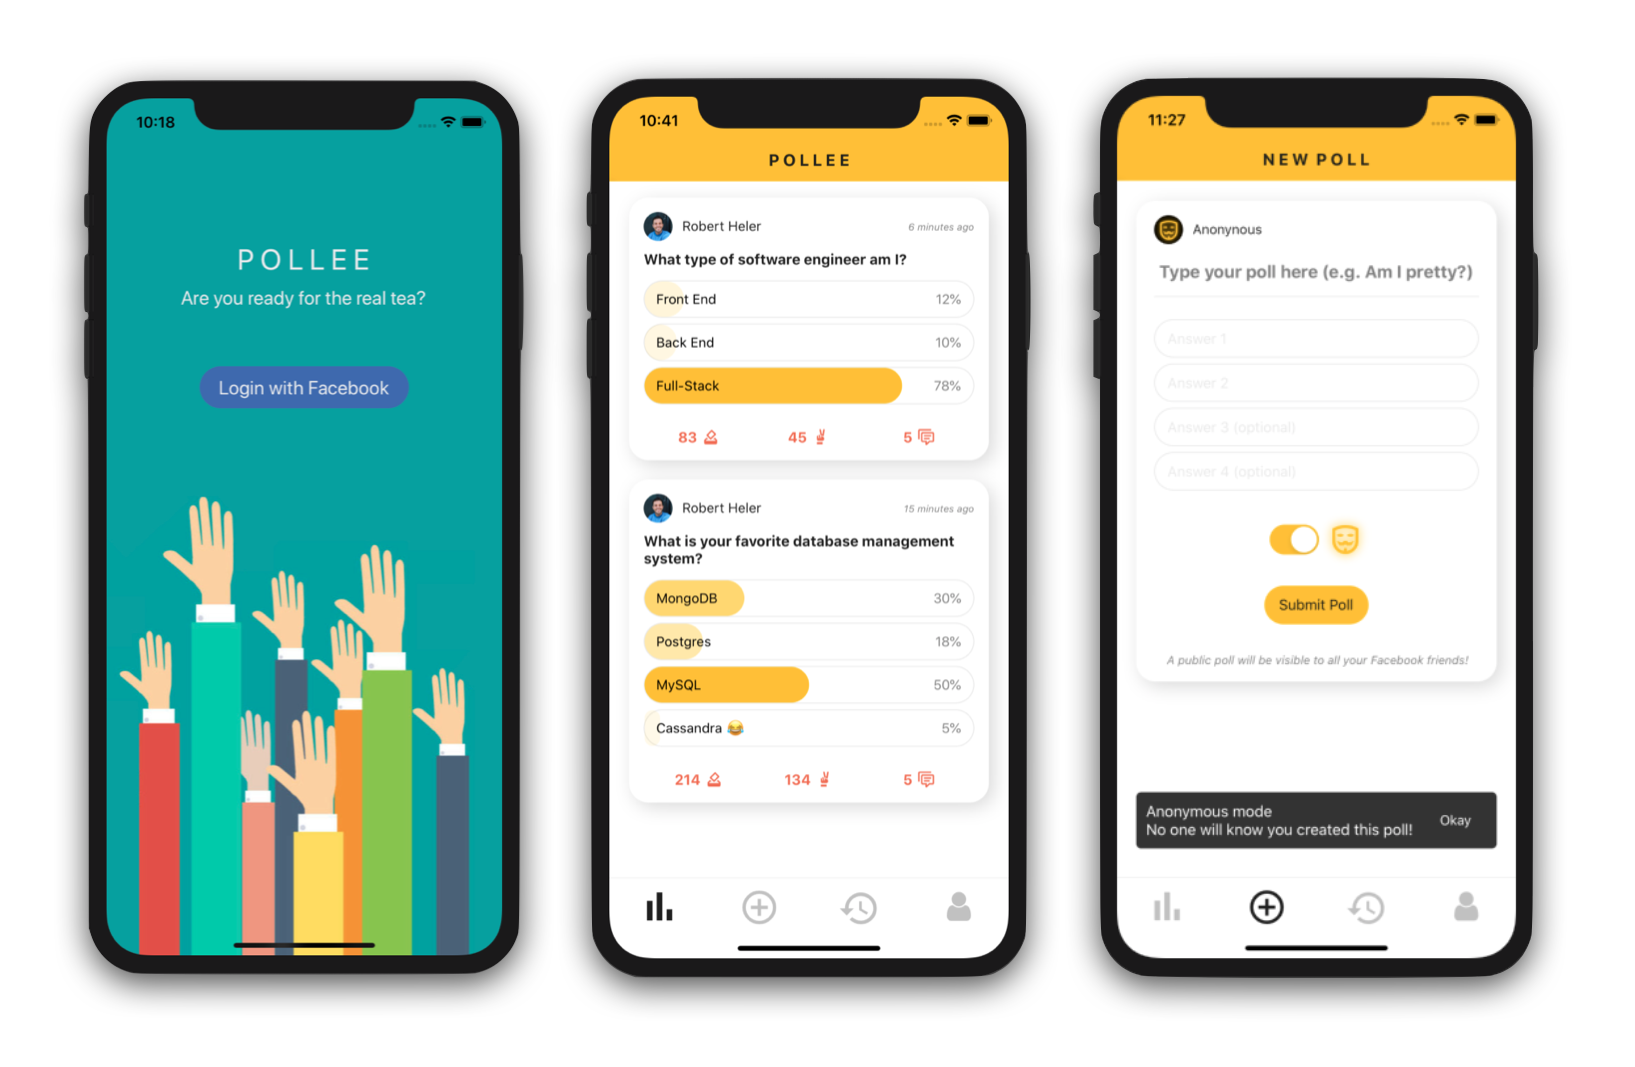 10:18
POLLEE
Are you ready for the real tea?
Login with Facebook
10:41
POLLEE
Robert Heler
6 minutes ago
What type of software engineer am I?
Front End
12%
Back End
10%
Full-Stack
78%
83
45
5
Robert Heler
15 minutes ago
What is your favorite database management
system?
MongoDB
30%
Postgres
18%
MySQL
50%
Cassandra 😂
5%
214
134
5
11:27
NEW POLL
Anonynous
Type your poll here (e.g. Am I pretty?)
Answer 1
Answer 2
Answer 3 (optional)
Answer 4 (optional)
Submit Poll
A public poll will be visible to all your Facebook friends!
Anonymous mode
No one will know you created this poll!
Okay